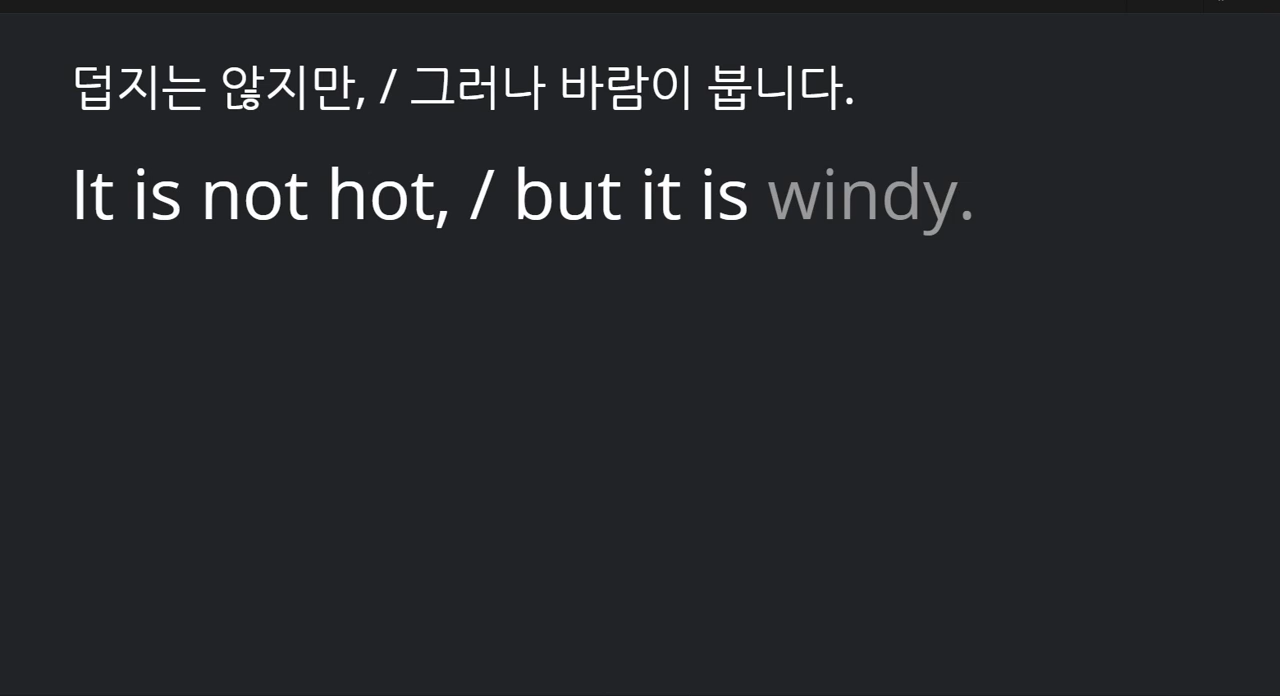 덥지는 않지만, / 그러나 바람이 붑니다.
It is not hot, / but it is windy.